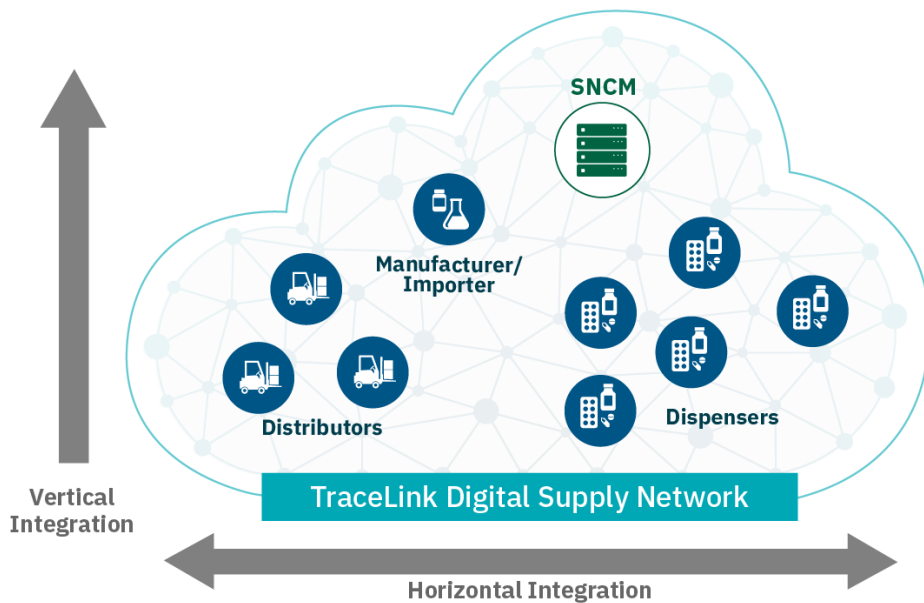 SNCM
Manufacturer/
Importer
Distributors
Dispensers
TraceLink Digital Supply Network
Vertical
Integration
Horizontal Integration